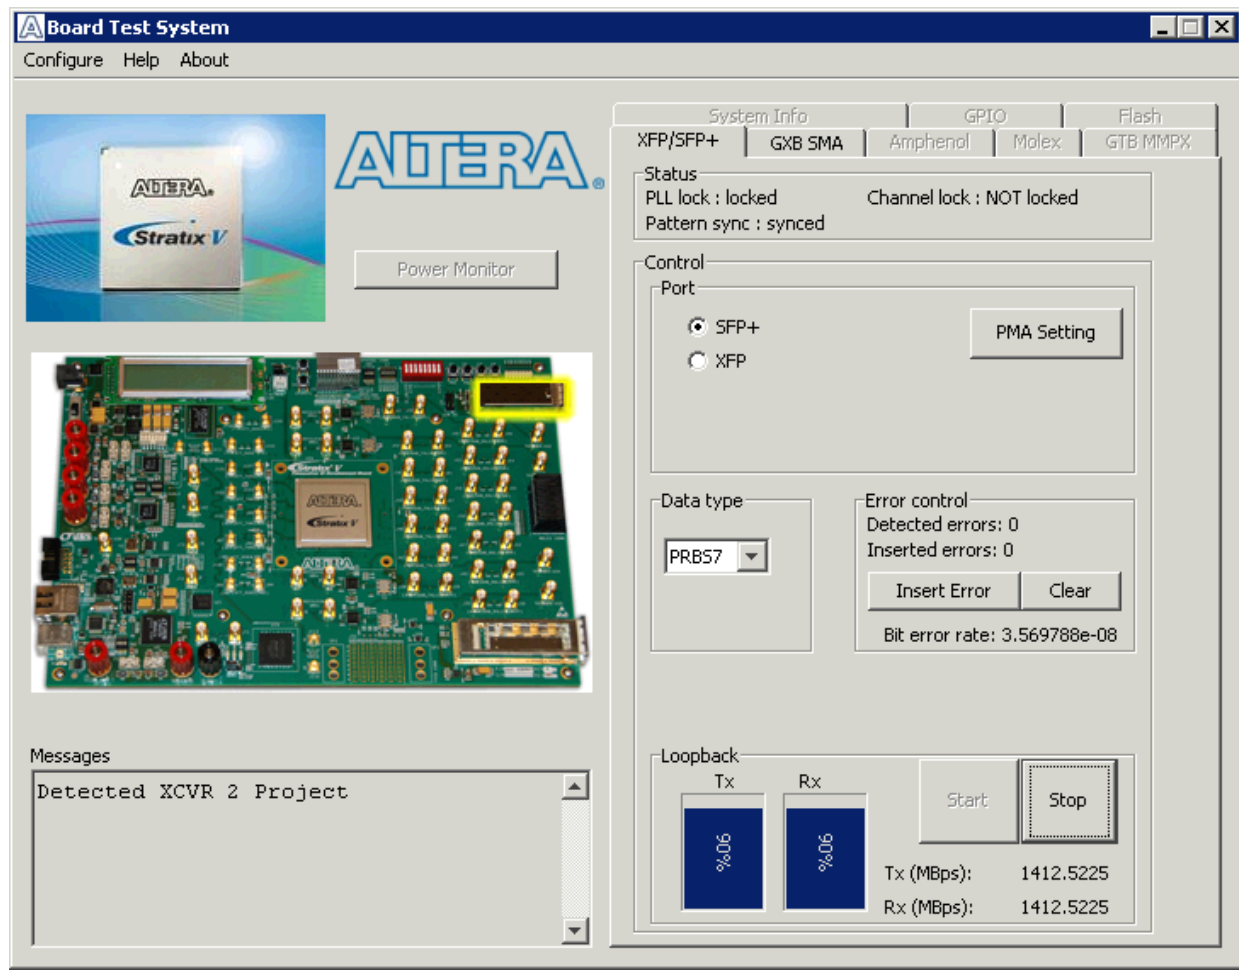 Board Test System
Configure Help About
ALTERA®
ALTERA®
Stratix V
Power Monitor
Stratix V
ALTERA
Stratix V
ALTERA
System Info GPIO Flash
XFP/SFP+ GXB SMA Amphenol Molex GTB MMPX
Status
PLL lock : locked Channel lock : NOT locked
Pattern sync : synced
Control
Port
SFP+
XFP
PMA Setting
Data type
PRBS7
Error control
Detected errors: 0
Inserted errors: 0
Insert Error Clear
Bit error rate: 3.569788e-08
Messages
Detected XCVR 2 Project
Loopback
Tx Rx
90% 90%
Start Stop
Tx (MBps): 1412.5225
Rx (MBps): 1412.5225